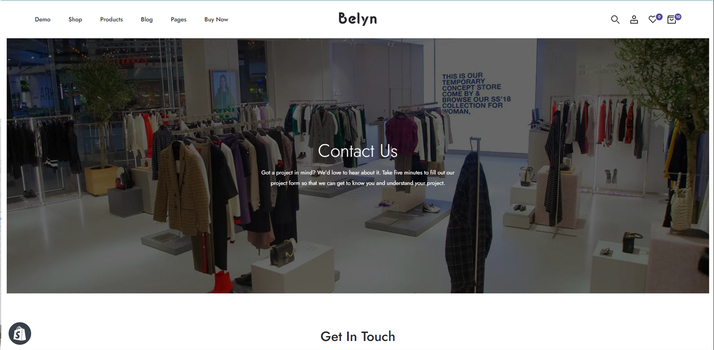 Demo Shop Products Blog Pages Buy Now Belyn 0
Contact Us
Got a project in mind? We'd love to hear about it. Take five minutes to fill out our
project form so that we can get to know you and understand your project.
THIS IS OUR
TEMPORARY
CONCEPT STORE
COME BY &
BROWSE OUR SS'18
COLLECTION FOR
WOMAN,
Get In Touch